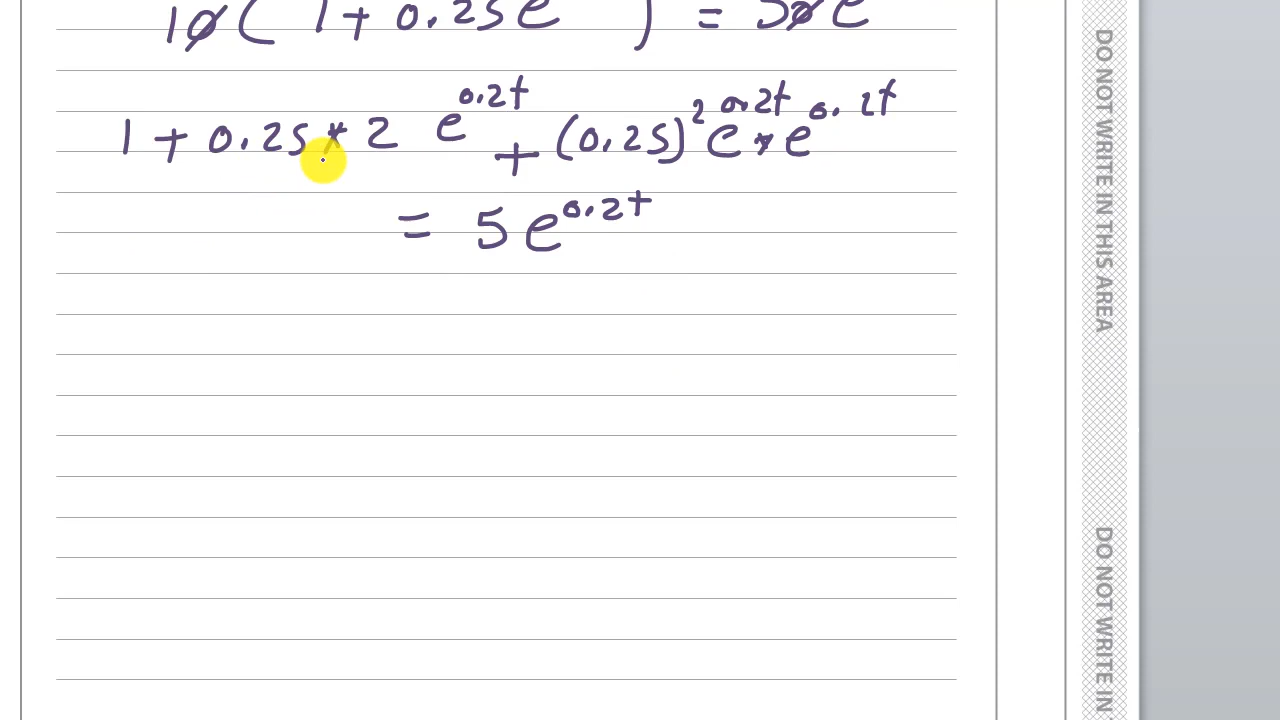 10( 1 + 0.25e ) = 50e
1 + 0.25 * 2 e^0.2t + (0.25)^2 e^0.2t * e^0.2t
= 5e^0.2t
DO NOT WRITE IN THIS AREA
DO NOT WRITE IN